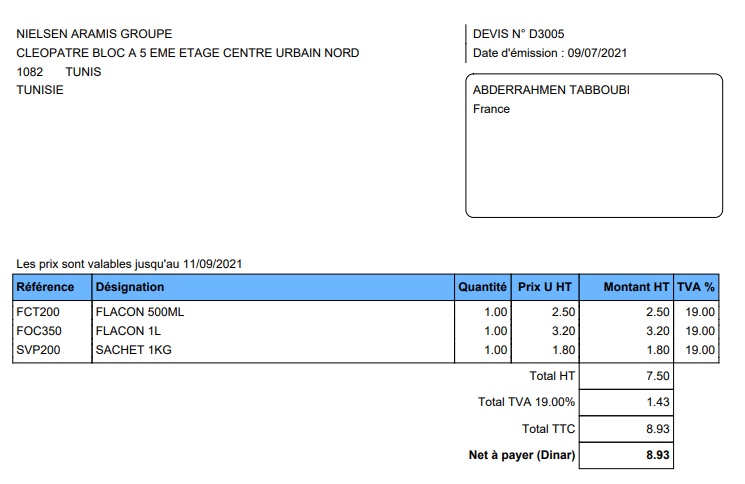 NIELSEN ARAMIS GROUPE
CLEOPATRE BLOC A 5 EME ETAGE CENTRE URBAIN NORD
1082 TUNIS
TUNISIE
DEVIS N° D3005
Date d'émission : 09/07/2021
ABDERRAHMEN TABBOUBI
France
Les prix sont valables jusqu'au 11/09/2021
Référence Désignation Quantité Prix U HT Montant HT TVA %
FCT200 FLACON 500ML 1.00 2.50 2.50 19.00
FOC350 FLACON 1L 1.00 3.20 3.20 19.00
SVP200 SACHET 1KG 1.00 1.80 1.80 19.00
Total HT 7.50
Total TVA 19.00% 1.43
Total TTC 8.93
Net à payer (Dinar) 8.93